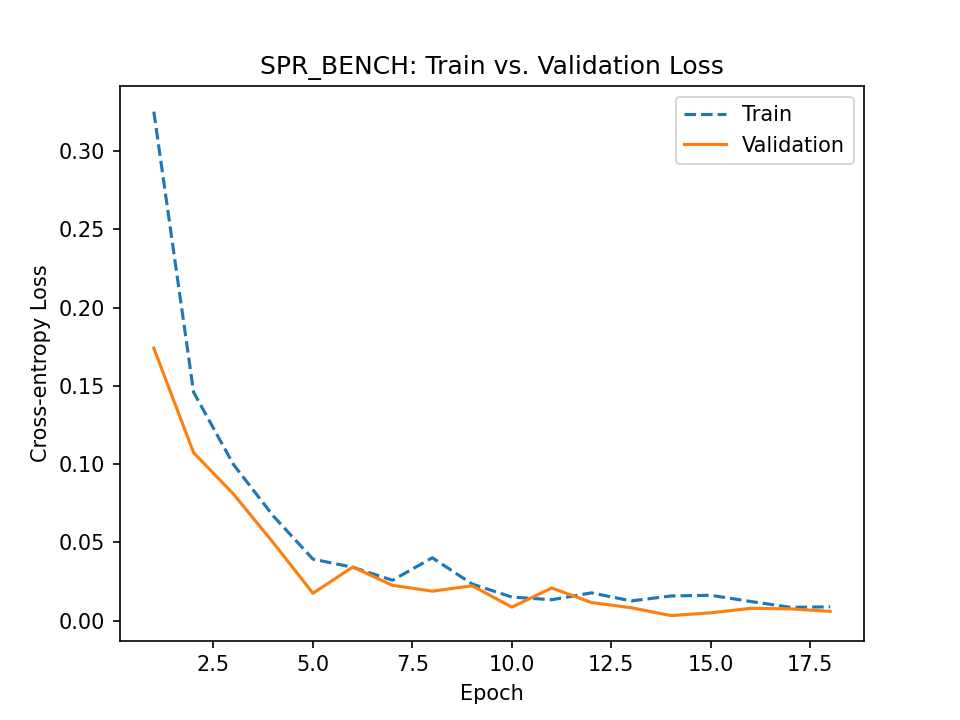 SPR_BENCH: Train vs. Validation Loss
Train
Validation
Cross-entropy Loss
0.30
0.25
0.20
0.15
0.10
0.05
0.00
2.5 5.0 7.5 10.0 12.5 15.0 17.5
Epoch